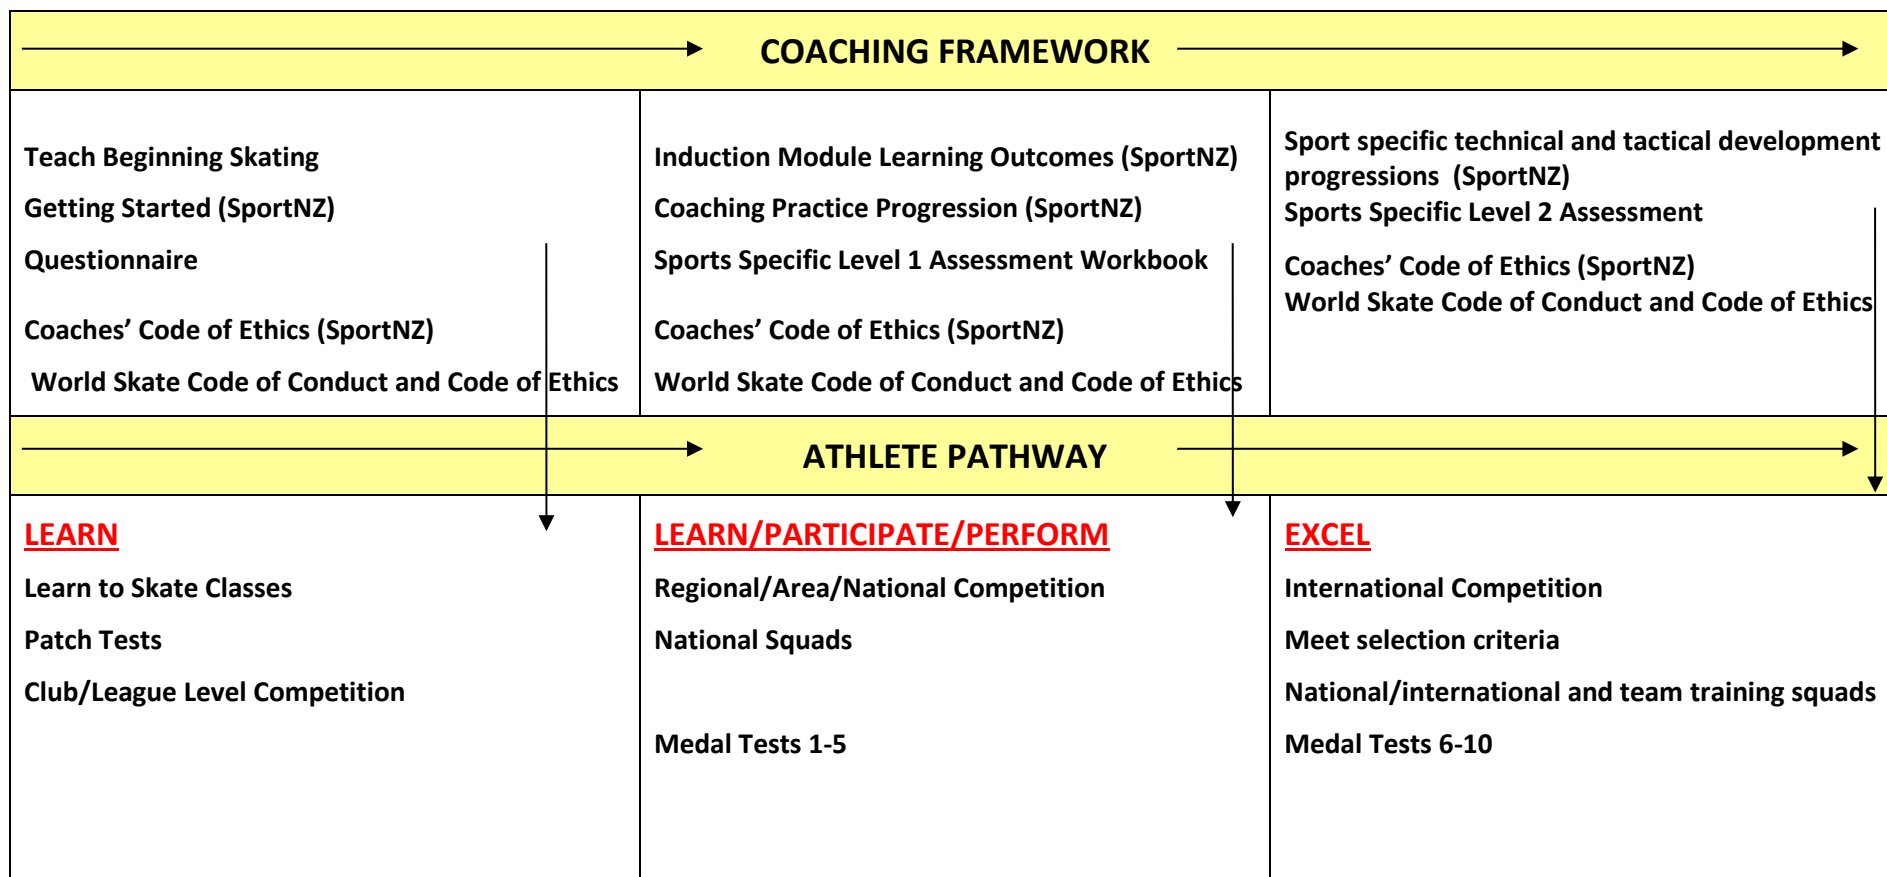 COACHING FRAMEWORK
Teach Beginning Skating
Getting Started (SportNZ)
Questionnaire
Coaches’ Code of Ethics (SportNZ)
World Skate Code of Conduct and Code of Ethics
Induction Module Learning Outcomes (SportNZ)
Coaching Practice Progression (SportNZ)
Sports Specific Level 1 Assessment Workbook
Coaches’ Code of Ethics (SportNZ)
World Skate Code of Conduct and Code of Ethics
Sport specific technical and tactical development
progressions (SportNZ)
Sports Specific Level 2 Assessment
Coaches’ Code of Ethics (SportNZ)
World Skate Code of Conduct and Code of Ethics
ATHLETE PATHWAY
LEARN
Learn to Skate Classes
Patch Tests
Club/League Level Competition
LEARN/PARTICIPATE/PERFORM
Regional/Area/National Competition
National Squads
Medal Tests 1-5
EXCEL
International Competition
Meet selection criteria
National/international and team training squads
Medal Tests 6-10